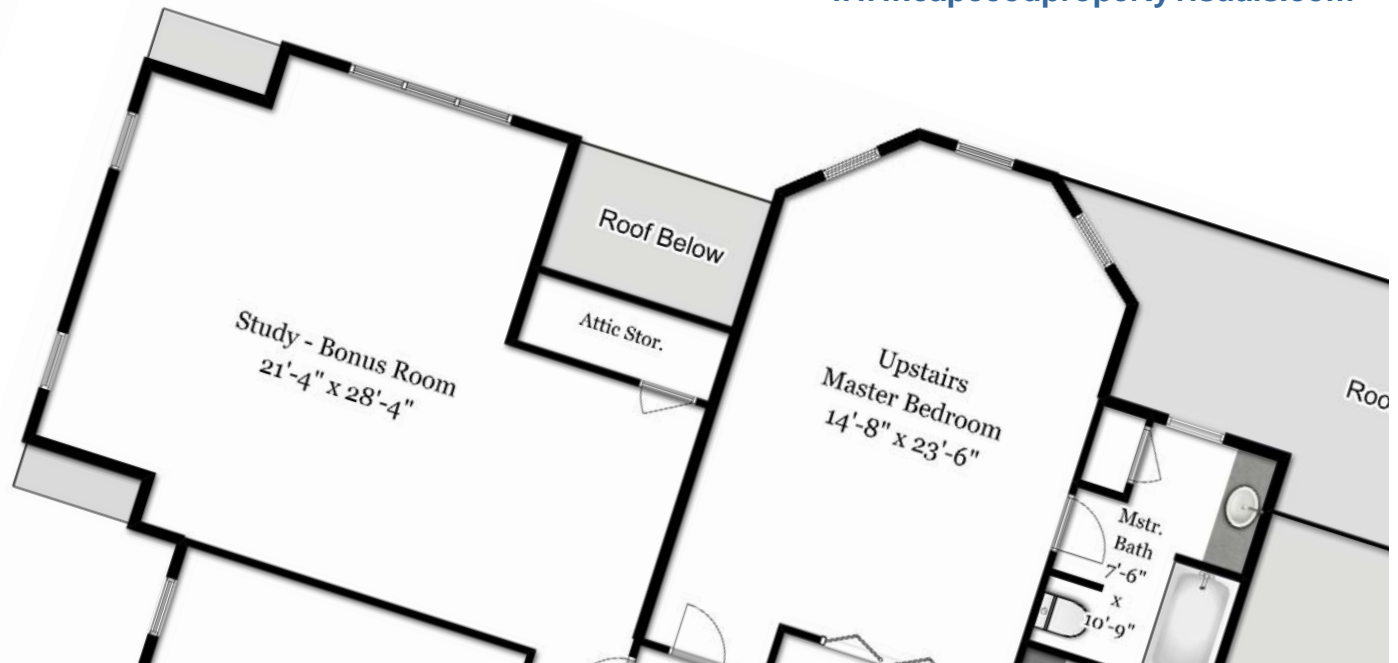 Roof Below
Attic Stor.
Study - Bonus Room
21'-4" x 28'-4"
Upstairs
Master Bedroom
14'-8" x 23'-6"
Mstr.
Bath
7'-6"
x
10'-9"